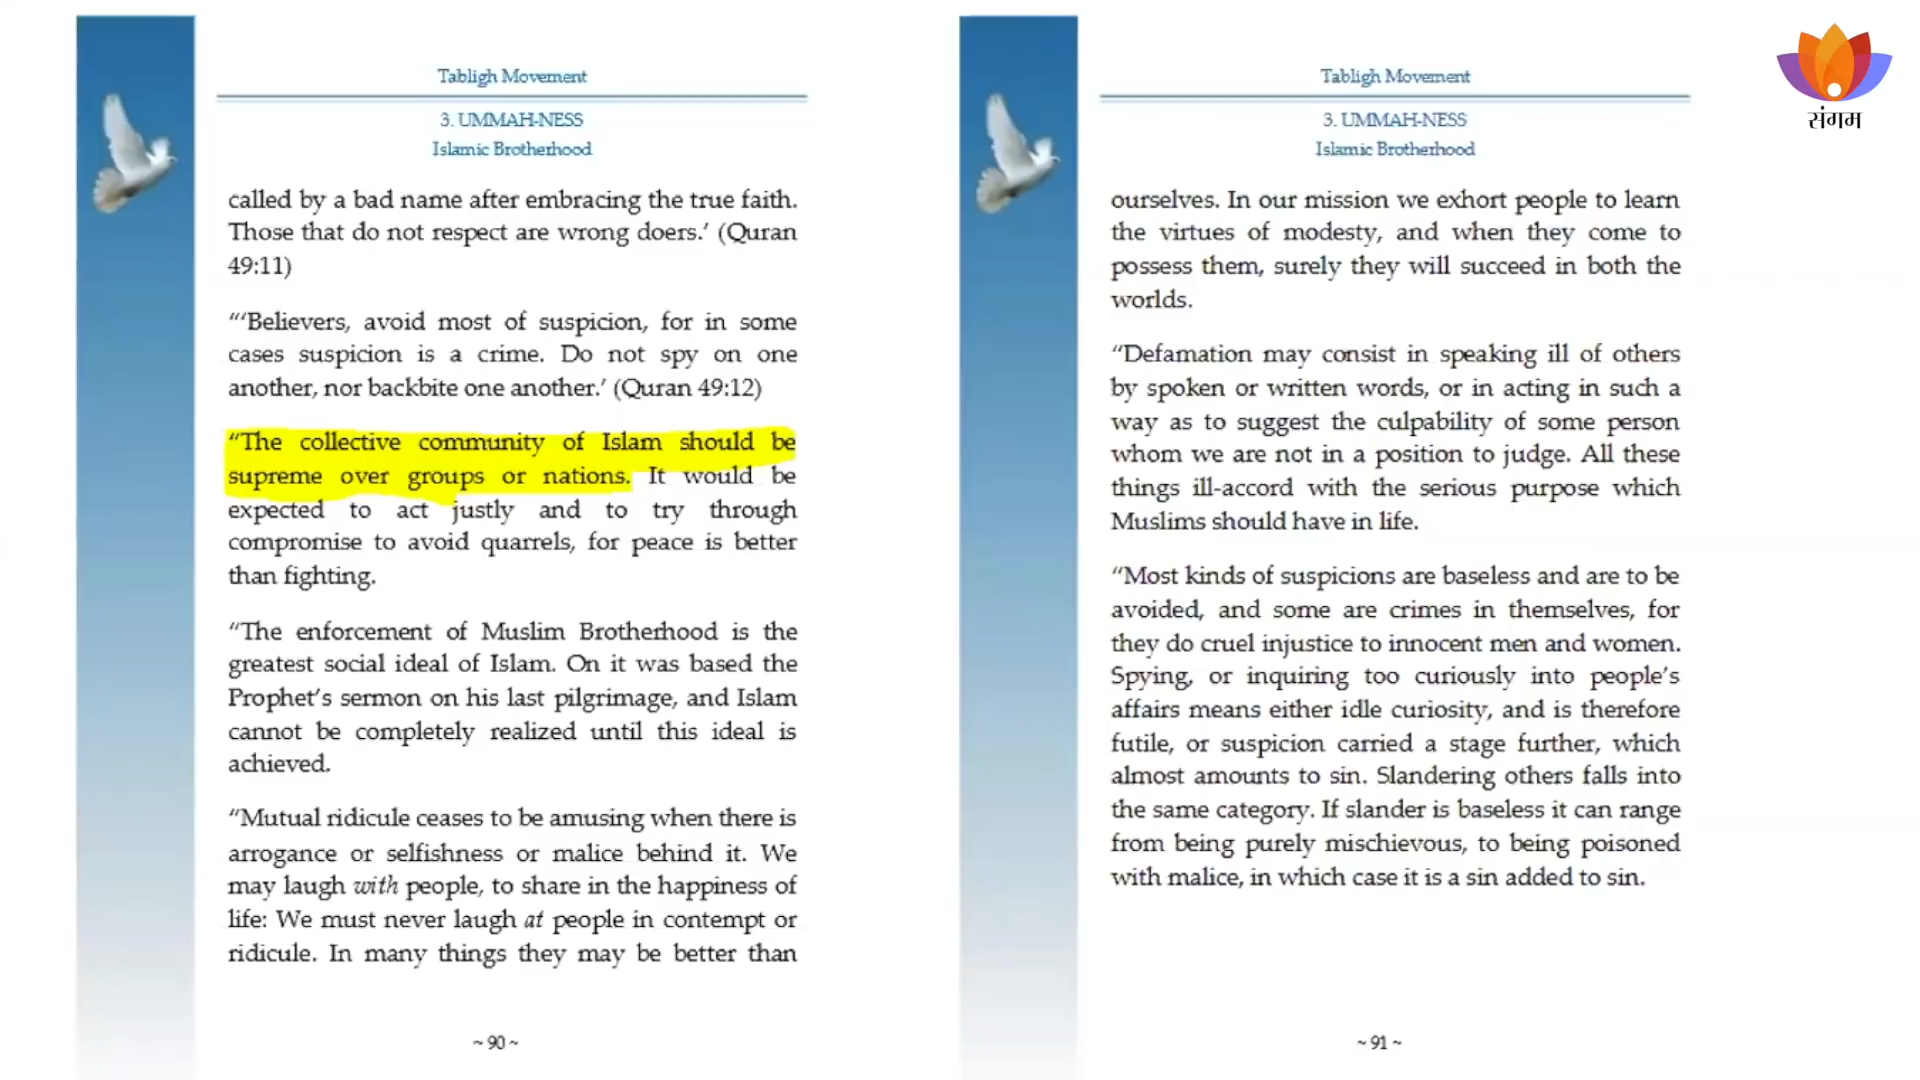 Tabligh Movement
3. UMMAH-NESS
Islamic Brotherhood
called by a bad name after embracing the true faith.
Those that do not respect are wrong doers.’ (Quran
49:11)
“‘Believers, avoid most of suspicion, for in some
cases suspicion is a crime. Do not spy on one
another, nor backbite one another.’ (Quran 49:12)
“The collective community of Islam should be
supreme over groups or nations. It would be
expected to act justly and to try through
compromise to avoid quarrels, for peace is better
than fighting.
“The enforcement of Muslim Brotherhood is the
greatest social ideal of Islam. On it was based the
Prophet’s sermon on his last pilgrimage, and Islam
cannot be completely realized until this ideal is
achieved.
“Mutual ridicule ceases to be amusing when there is
arrogance or selfishness or malice behind it. We
may laugh with people, to share in the happiness of
life: We must never laugh at people in contempt or
ridicule. In many things they may be better than
~ 90 ~
Tabligh Movement
3. UMMAH-NESS
Islamic Brotherhood
ourselves. In our mission we exhort people to learn
the virtues of modesty, and when they come to
possess them, surely they will succeed in both the
worlds.
“Defamation may consist in speaking ill of others
by spoken or written words, or in acting in such a
way as to suggest the culpability of some person
whom we are not in a position to judge. All these
things ill-accord with the serious purpose which
Muslims should have in life.
“Most kinds of suspicions are baseless and are to be
avoided, and some are crimes in themselves, for
they do cruel injustice to innocent men and women.
Spying, or inquiring too curiously into people’s
affairs means either idle curiosity, and is therefore
futile, or suspicion carried a stage further, which
almost amounts to sin. Slandering others falls into
the same category. If slander is baseless it can range
from being purely mischievous, to being poisoned
with malice, in which case it is a sin added to sin.
~ 91 ~
संगम